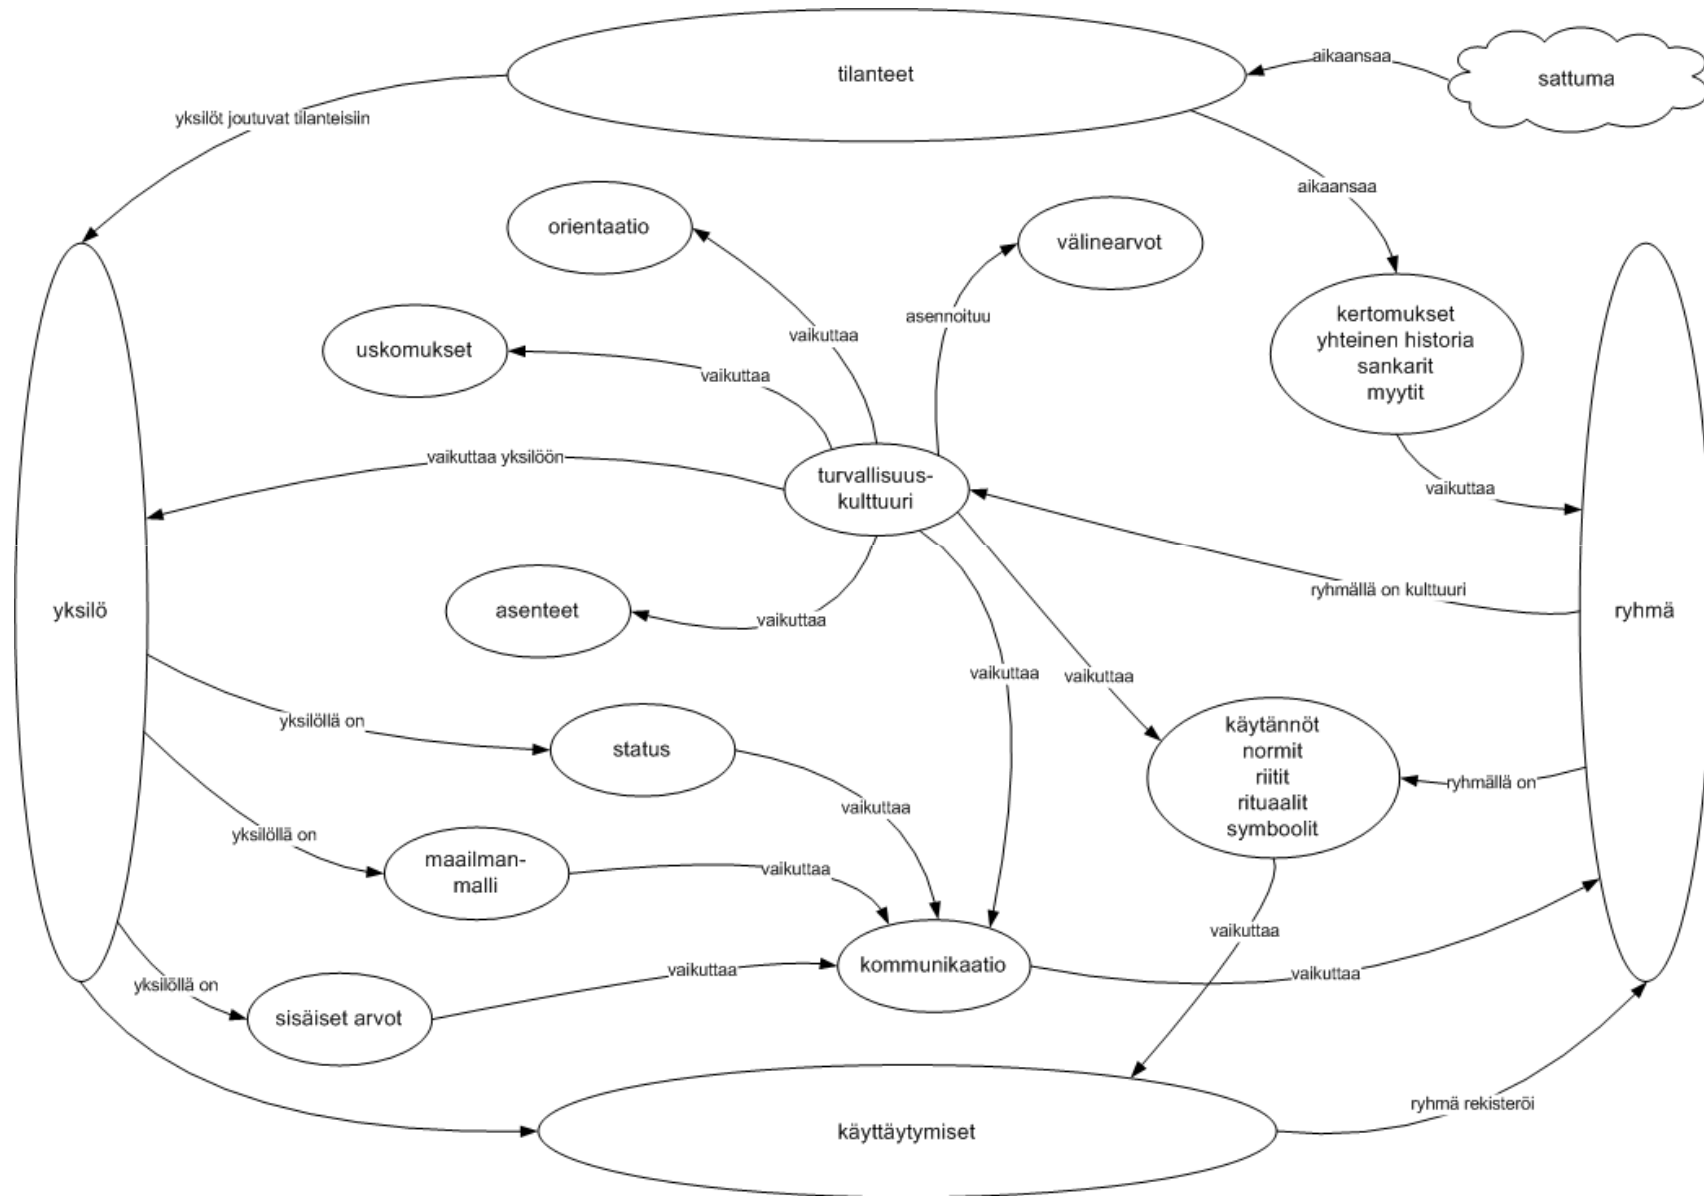 tilanteet
aikaansaa
sattuma
yksilöt joutuvat tilanteisiin
aikaansaa
orientaatio
välinearvot
kertomukset
yhteinen historia
sankarit
myytit
asennoituu
vaikuttaa
uskomukset
vaikuttaa
vaikuttaa yksilöön
turvallisuus-
kulttuuri
vaikuttaa
ryhmällä on kulttuuri
yksilö
asenteet
vaikuttaa
ryhmä
vaikuttaa
vaikuttaa
yksilöllä on
status
käytännöt
normit
riitit
rituaalit
symboolit
ryhmällä on
vaikuttaa
yksilöllä on
maailman-
malli
vaikuttaa
vaikuttaa
kommunikaatio
vaikuttaa
vaikuttaa
yksilöllä on
sisäiset arvot
ryhmä rekisteröi
käyttäytymiset